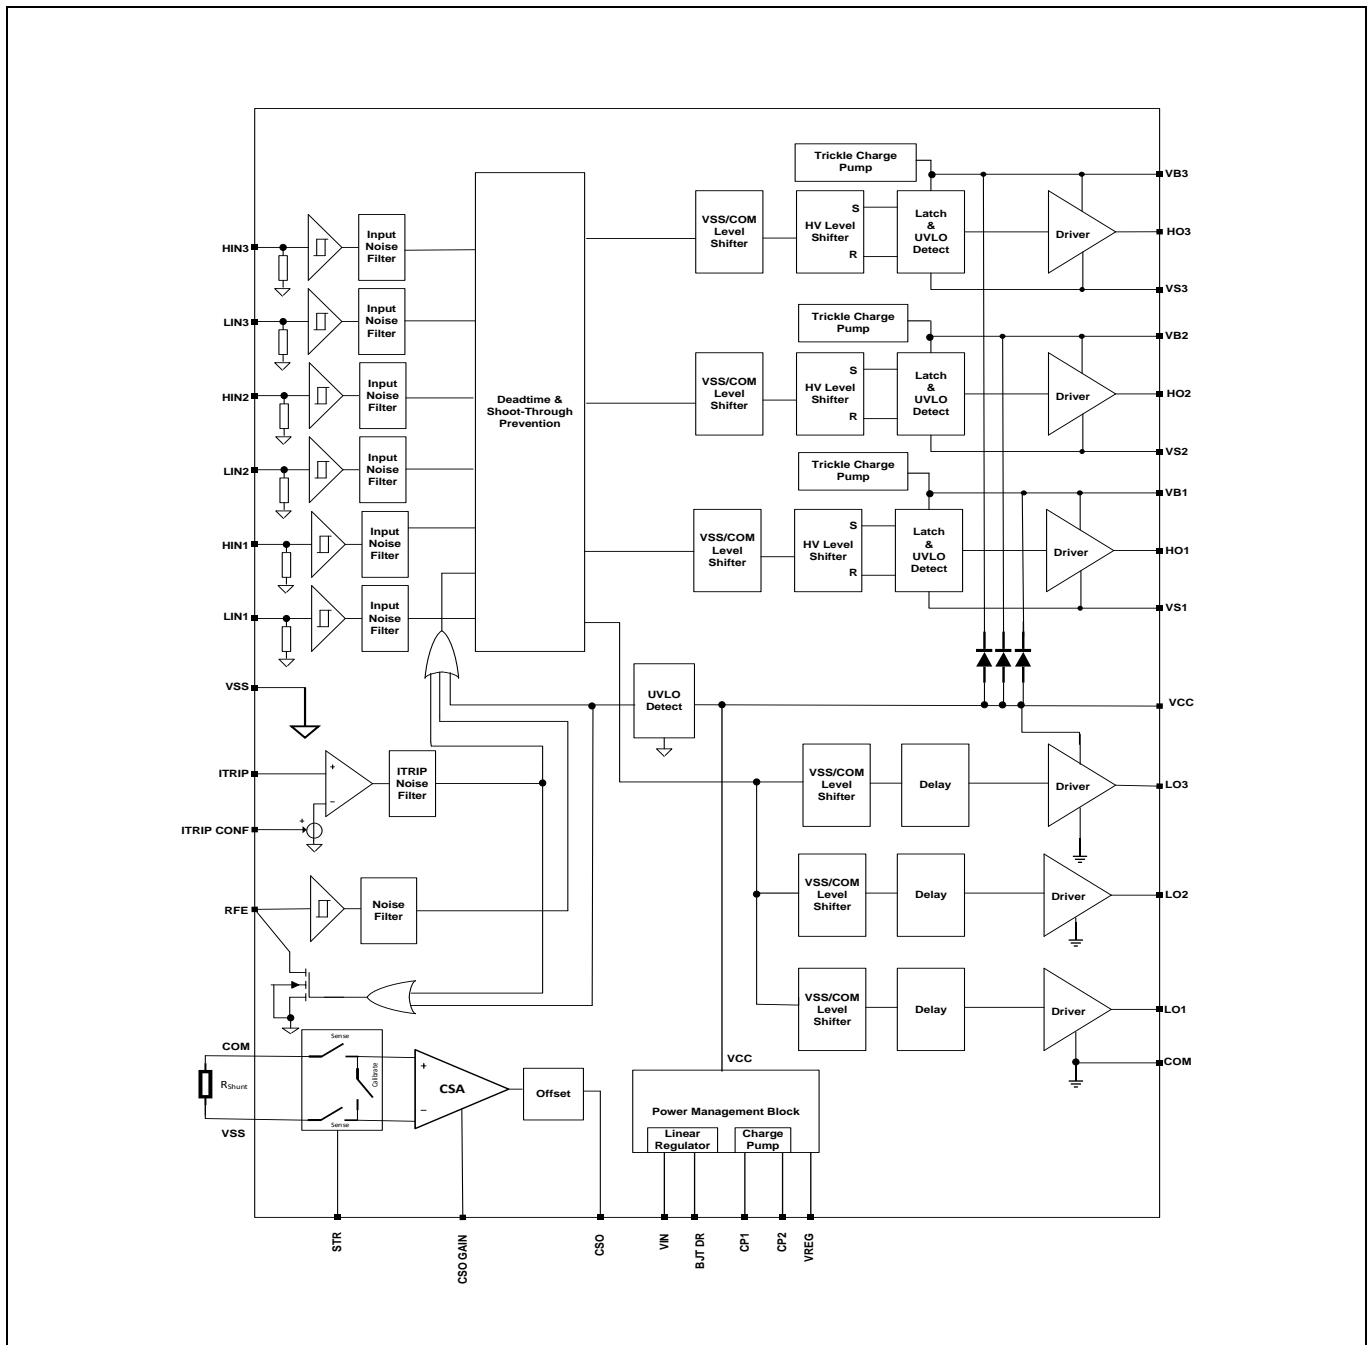 Trickle Charge
Pump
VB3
VSS/COM
Level
Shifter
S
HV Level
Shifter
R
Latch
&
UVLO
Detect
Driver
HO3
VS3
HIN3
Input
Noise
Filter
LIN3
Input
Noise
Filter
Trickle Charge
Pump
VB2
HIN2
Input
Noise
Filter
Deadtime &
Shoot-Through
Prevention
VSS/COM
Level
Shifter
S
HV Level
Shifter
R
Latch
&
UVLO
Detect
Driver
HO2
VS2
LIN2
Input
Noise
Filter
Trickle Charge
Pump
VB1
HIN1
Input
Noise
Filter
VSS/COM
Level
Shifter
S
HV Level
Shifter
R
Latch
&
UVLO
Detect
Driver
HO1
VS1
LIN1
Input
Noise
Filter
VSS
UVLO
Detect
VCC
ITRIP
+
–
ITRIP
Noise
Filter
VSS/COM
Level
Shifter
Delay
Driver
LO3
ITRIP CONF
+
RFE
Noise
Filter
VSS/COM
Level
Shifter
Delay
Driver
LO2
VSS/COM
Level
Shifter
Delay
Driver
LO1
COM
COM
Sense
Calibrate
Sense
RShunt
VSS
+
CSA
–
Offset
VCC
Power Management Block
Linear
Regulator
Charge
Pump
STR
CSO GAIN
CSO
VIN
BJT DR
CP1
CP2
VREG